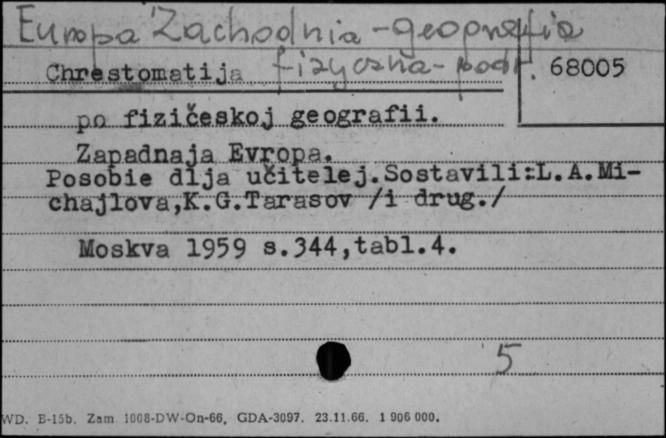 Europa Zachodnia - geografia
fizyczna - podr.
Chrestomatija
68005
po fizičeskoj geografii.
Zapadnaja Evropa.
Posobie dlja učitelej.Sostavili:L.A.Mi-
chajlova,K.G.Tarasov /i drug./
Moskva 1959 s.344,tabl.4.
5
WD. E-15b. Zam 1008-DW-On-66, GDA-3097. 23.11.66. 1 906 000.